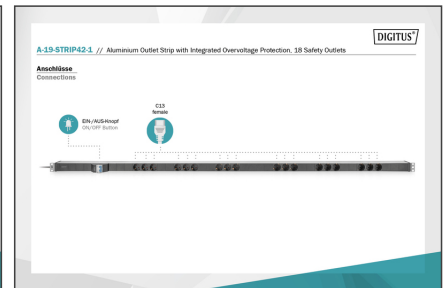 DIGITUS®
A-19-STRIP42-1 // Aluminium Outlet Strip with Integrated Overvoltage Protection, 18 Safety Outlets
Anschlüsse
Connections
C13
female
EIN-/AUS-Knopf
ON/OFF Button